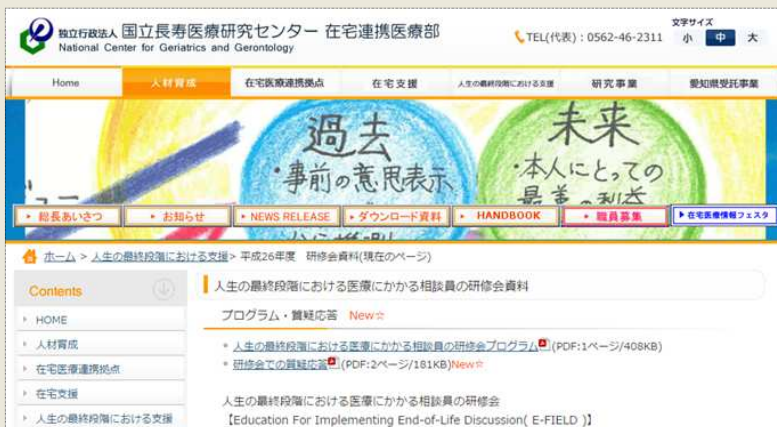 独立行政法人 国立長寿医療研究センター 在宅連携医療部
National Center for Geriatrics and Gerontology
TEL(代表) : 0562-46-2311
文字サイズ
小 中 大
Home 人材育成 在宅医療連携拠点 在宅支援 人生の最終段階における支援 研究事業 愛知県受託事業
過去
・事前の意思表示
未来
・本人にとっての
最善の利益
総長あいさつ お知らせ NEWS RELEASE ダウンロード資料 HANDBOOK 職員募集 在宅医療情報フェスタ
ホーム > 人生の最終段階における支援> 平成26年度 研修会資料(現在のページ)
Contents
HOME
人材育成
在宅医療連携拠点
在宅支援
人生の最終段階における支援
人生の最終段階における医療にかかる相談員の研修会資料
プログラム・質疑応答 New☆
人生の最終段階における医療にかかる相談員の研修会プログラム(PDF:1ページ/408KB)
研修会での質疑応答(PDF:2ページ/181KB)New☆
人生の最終段階における医療にかかる相談員の研修会
【Education For Implementing End-of-Life Discussion( E-FIELD )】